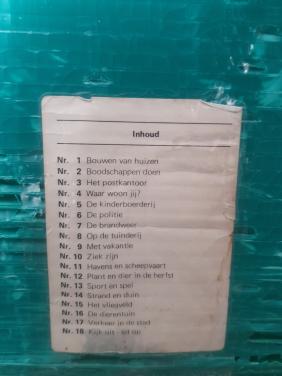 Inhoud
Nr. 1 Bouwen van huizen
Nr. 2 Boodschappen doen
Nr. 3 Het postkantoor
Nr. 4 Waar woon jij?
Nr. 5 De kinderboerderij
Nr. 6 De politie
Nr. 7 De brandweer
Nr. 8 Op de tuinderij
Nr. 9 Met vakantie
Nr. 10 Ziek zijn
Nr. 11 Havens en scheepvaart
Nr. 12 Plant en dier in de herfst
Nr. 13 Sport en spel
Nr. 14 Strand en duin
Nr. 15 Het vliegveld
Nr. 16 De dierentuin
Nr. 17 Verkeer in de stad
Nr. 18 Kijk uit